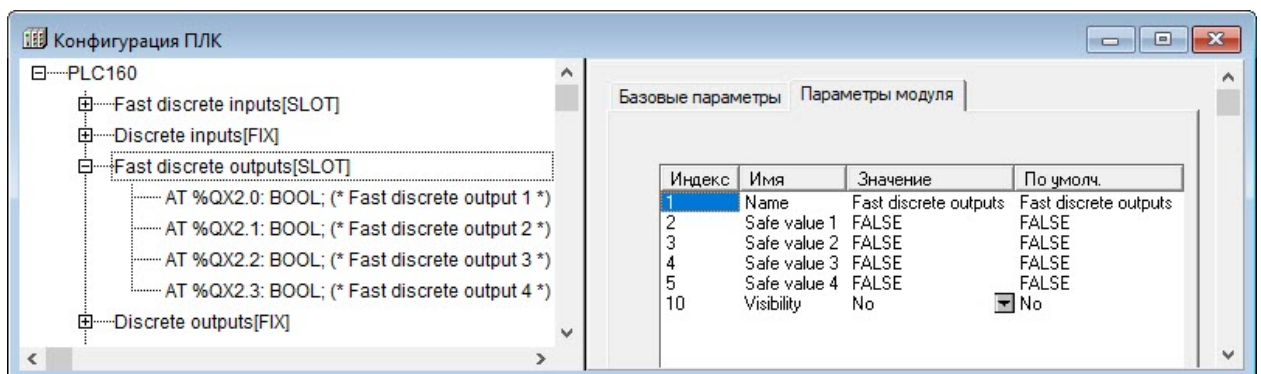 Конфигурация ПЛК
PLC160
Fast discrete inputs[SLOT]
Discrete inputs[FIX]
Fast discrete outputs[SLOT]
AT %QX2.0: BOOL; (* Fast discrete output 1 *)
AT %QX2.1: BOOL; (* Fast discrete output 2 *)
AT %QX2.2: BOOL; (* Fast discrete output 3 *)
AT %QX2.3: BOOL; (* Fast discrete output 4 *)
Discrete outputs[FIX]
Базовые параметры Параметры модуля
Индекс Имя Значение По умолч.
1 Name Fast discrete outputs Fast discrete outputs
2 Safe value 1 FALSE FALSE
3 Safe value 2 FALSE FALSE
4 Safe value 3 FALSE FALSE
5 Safe value 4 FALSE FALSE
10 Visibility No No